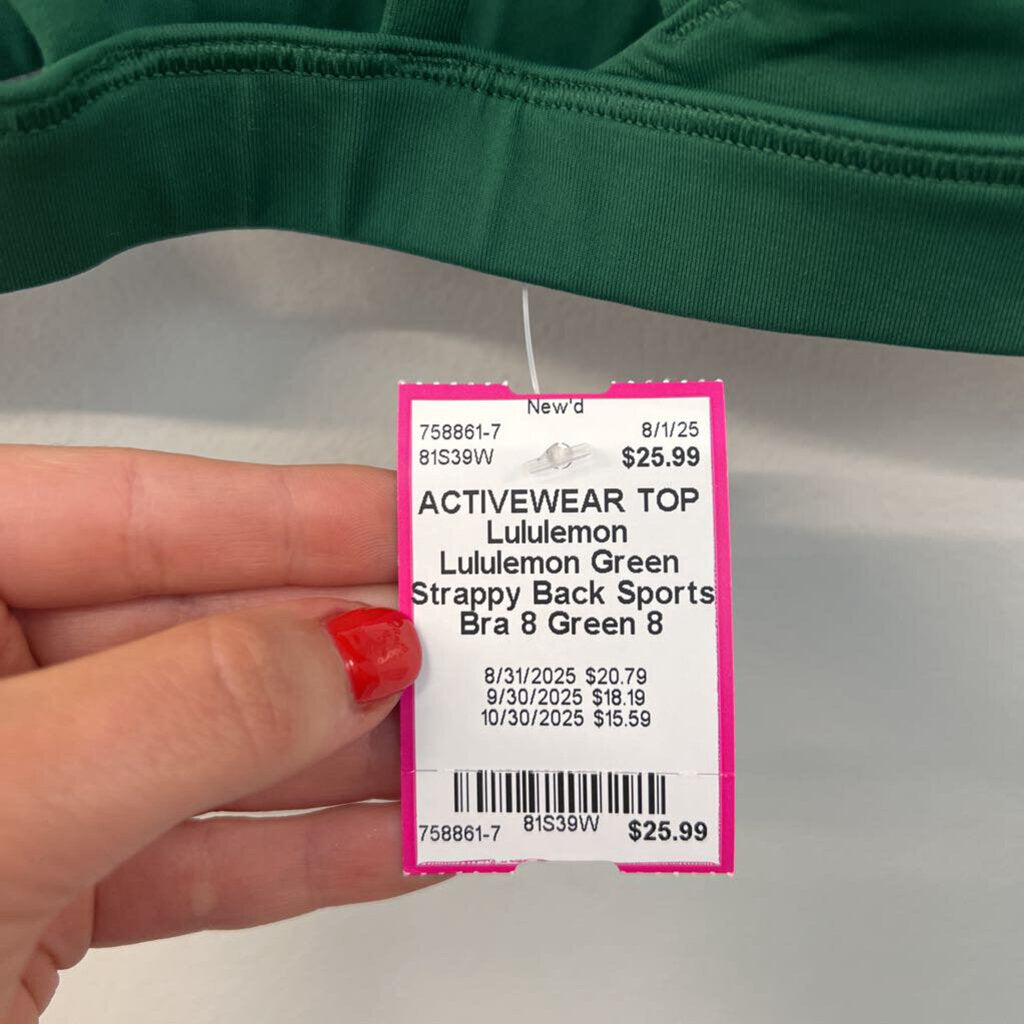 New'd
758861-7 8/1/25
81S39W $25.99
ACTIVEWEAR TOP
Lululemon
Lululemon Green
Strappy Back Sports
Bra 8 Green 8
8/31/2025 $20.79
9/30/2025 $18.19
10/30/2025 $15.59
758861-7 81S39W $25.99